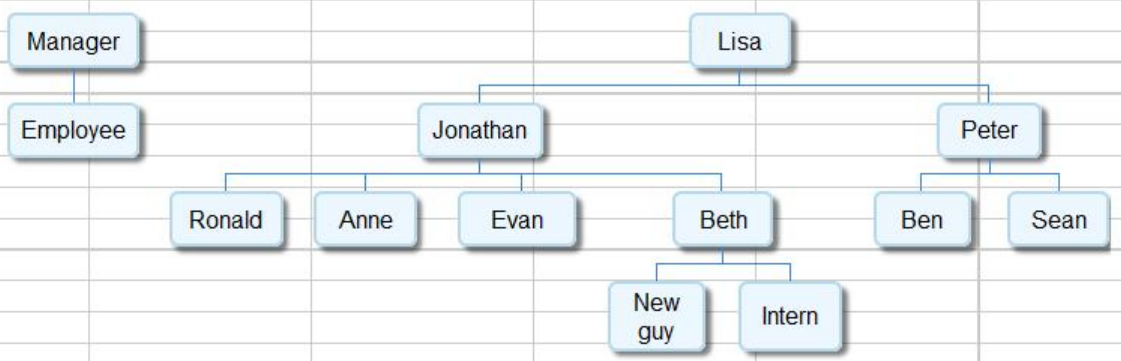 Manager
Lisa
Employee
Jonathan
Peter
Ronald
Anne
Evan
Beth
Ben
Sean
New
guy
Intern